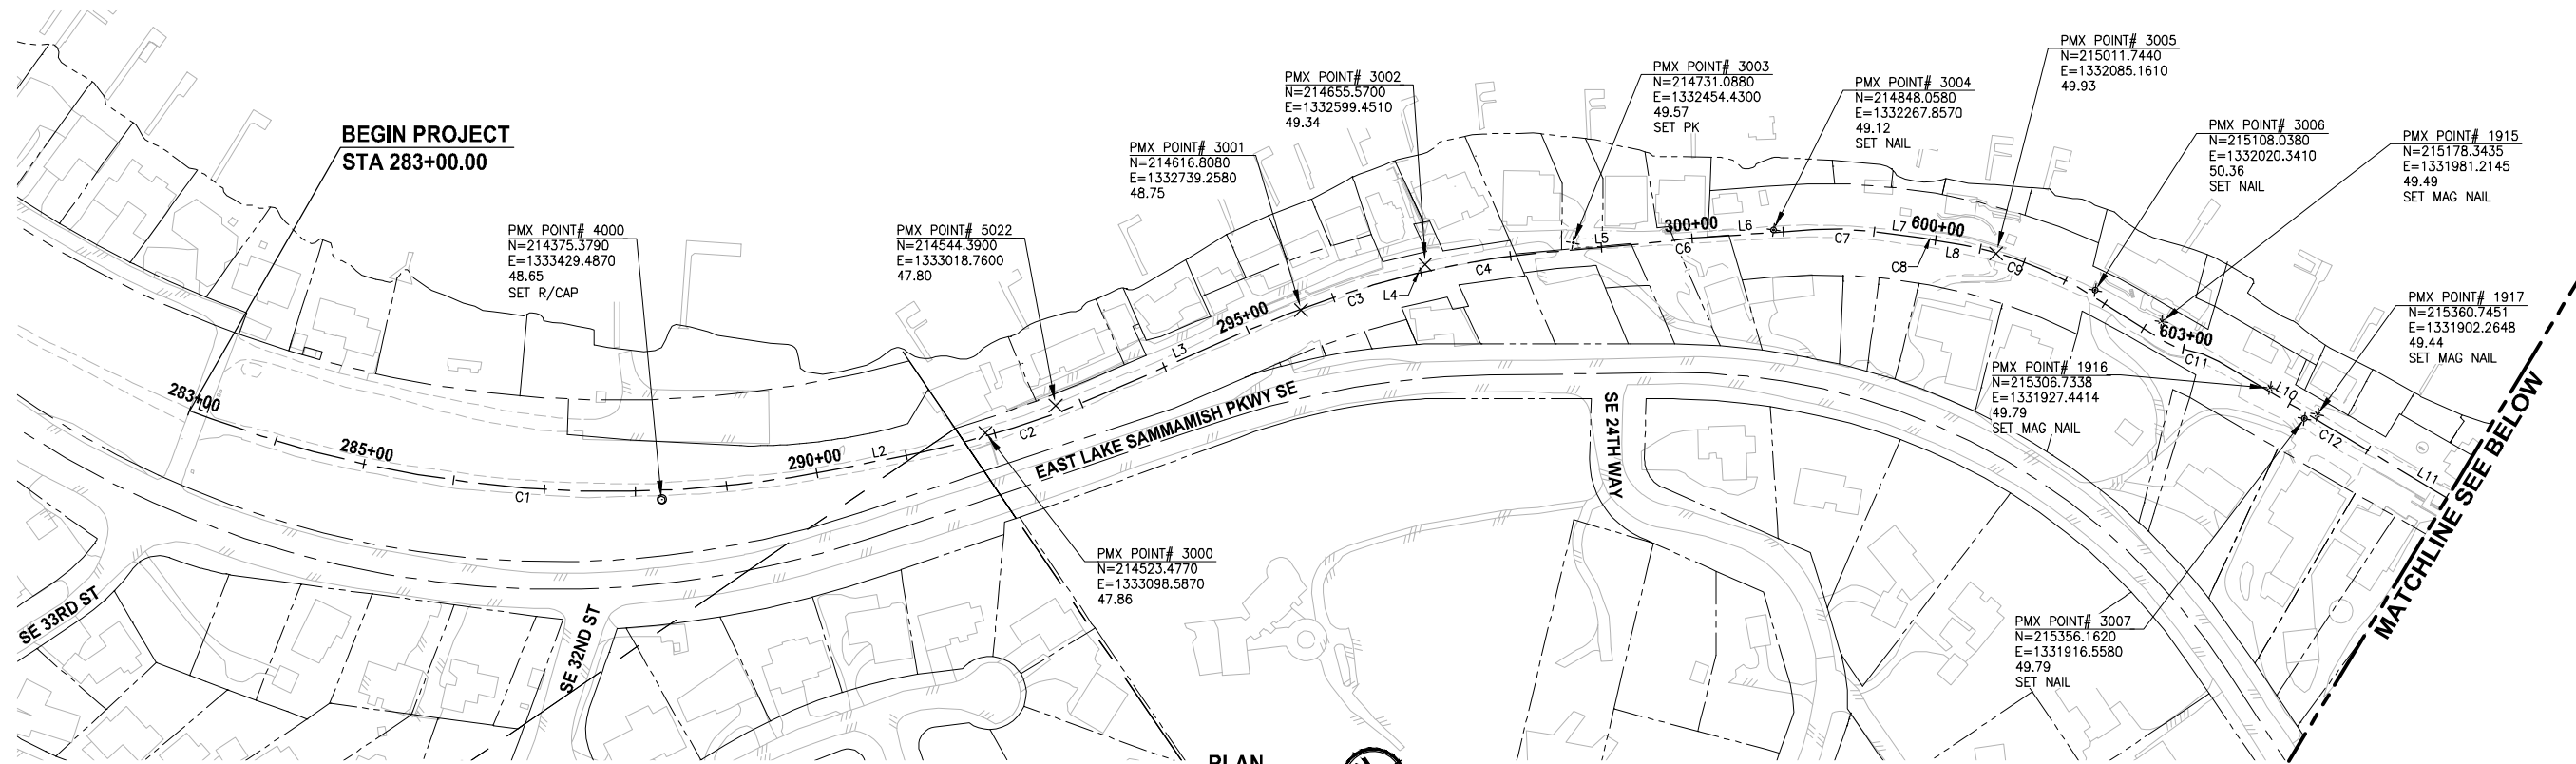 BEGIN PROJECT
STA 283+00.00
PMX POINT# 4000
N=214375.3790
E=1333429.4870
48.65
SET R/CAP
PMX POINT# 5022
N=214544.3900
E=1333018.7600
47.80
PMX POINT# 3001
N=214616.8080
E=1332739.2580
48.75
PMX POINT# 3002
N=214655.5700
E=1332599.4510
49.34
PMX POINT# 3003
N=214731.0880
E=1332454.4300
49.57
SET PK
PMX POINT# 3004
N=214848.0580
E=1332267.8570
49.12
SET NAIL
PMX POINT# 3005
N=215011.7440
E=1332085.1610
49.93
PMX POINT# 3006
N=215108.0380
E=1332020.3410
50.36
SET NAIL
PMX POINT# 1915
N=215178.3435
E=1331981.2145
49.49
SET MAG NAIL
PMX POINT# 1917
N=215360.7451
E=1331902.2648
49.44
SET MAG NAIL
PMX POINT# 1916
N=215306.7338
E=1331927.4414
49.79
SET MAG NAIL
PMX POINT# 3007
N=215356.1620
E=1331916.5580
49.79
SET NAIL
PMX POINT# 3000
N=214523.4770
E=1333098.5870
47.86
283+00
285+00
C1
290+00
L2
C2
L3
295+00
C3
L4
C4
L5
300+00
C6
L6
C7
L7
600+00
C8
L8
C9
603+00
C11
L10
C12
L11
EAST LAKE SAMMAMISH PKWY SE
SE 24TH WAY
SE 33RD ST
SE 32ND ST
MATCHLINE SEE BELOW
PLAN